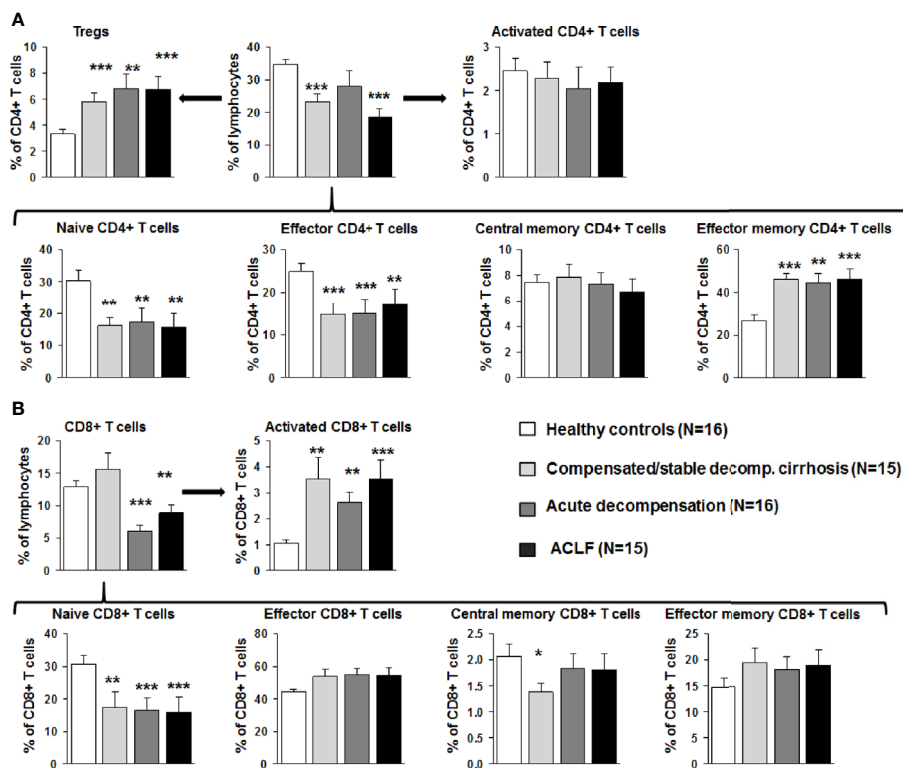 A
Tregs
Activated CD4+ T cells
% of CD4+ T cells
10
8
6
4
2
0
***
**
***
% of lymphocytes
40
30
20
10
0
***
***
% of CD4+ T cells
3
2
1
0
Naive CD4+ T cells
Effector CD4+ T cells
Central memory CD4+ T cells
Effector memory CD4+ T cells
% of CD4+ T cells
40
30
20
10
0
**
**
**
% of CD4+ T cells
30
20
10
0
***
***
**
% of CD4+ T cells
10
8
6
4
2
0
% of CD4+ T cells
60
40
20
0
***
**
***
B
CD8+ T cells
Activated CD8+ T cells
% of lymphocytes
20
15
10
5
0
***
**
% of CD8+ T cells
5
4
3
2
1
0
**
**
***
Healthy controls (N=16)
Compensated/stable decomp. cirrhosis (N=15)
Acute decompensation (N=16)
ACLF (N=15)
Naive CD8+ T cells
Effector CD8+ T cells
Central memory CD8+ T cells
Effector memory CD8+ T cells
% of CD8+ T cells
40
30
20
10
0
**
***
***
% of CD8+ T cells
80
60
40
20
0
% of CD8+ T cells
2.5
2.0
1.5
1.0
0.5
0.0
*
% of CD8+ T cells
25
20
15
10
5
0